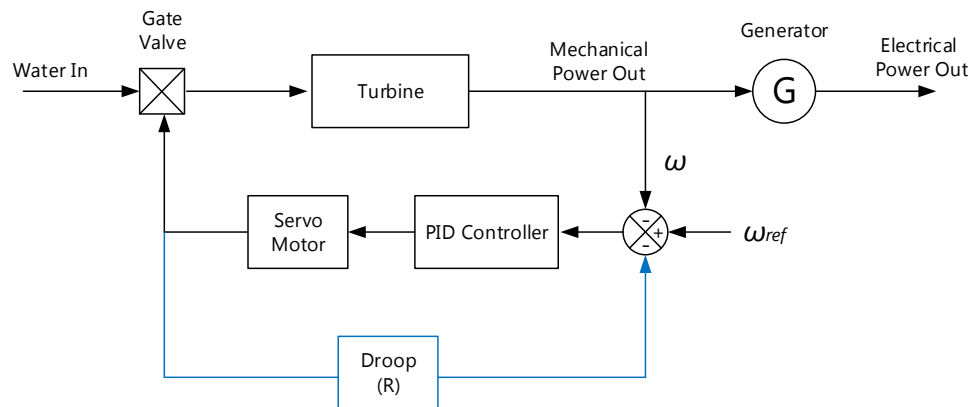 Gate
Valve
Generator
Water In
Turbine
Mechanical
Power Out
G
Electrical
Power Out
ω
Servo
Motor
PID Controller
-
+
-
ωref
Droop
(R)